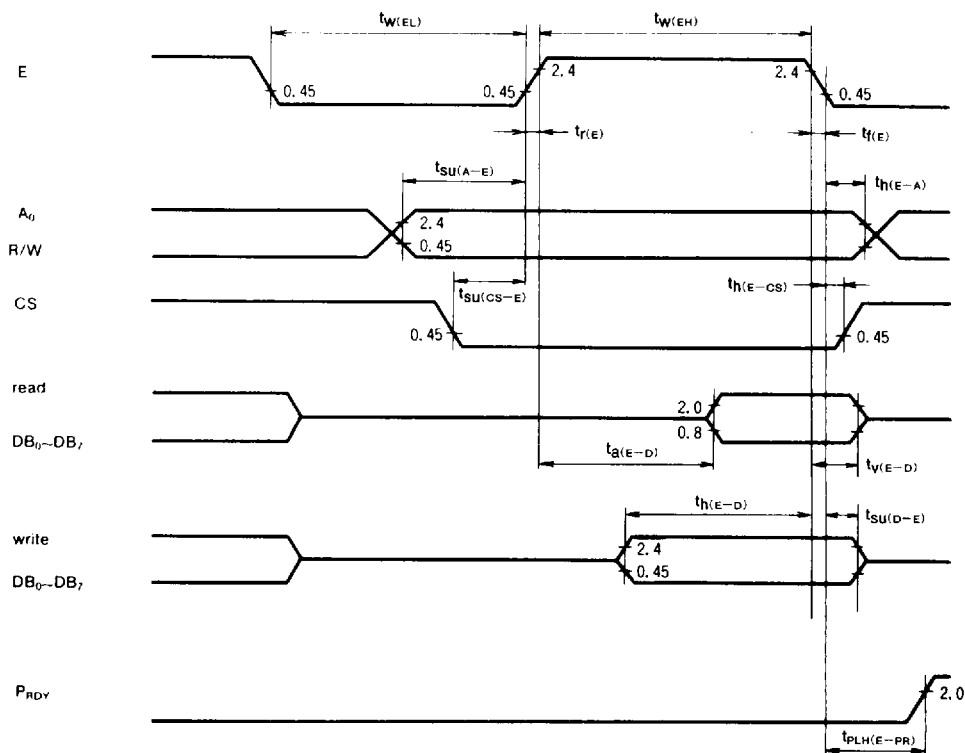 tW(EL) tW(EH)
E
2.4 2.4
0.45 0.45 0.45
tr(E) tf(E)
tSU(A−E) th(E−A)
A0
2.4
R/W
0.45
tSU(CS−E) th(E−CS)
CS
0.45 0.45
read
2.0
0.8
DB0~DB7
ta(E−D) tv(E−D)
th(E−D) tSU(D−E)
write
2.4
0.45
DB0~DB7
PRDY
2.0
tPLH(E−PR)